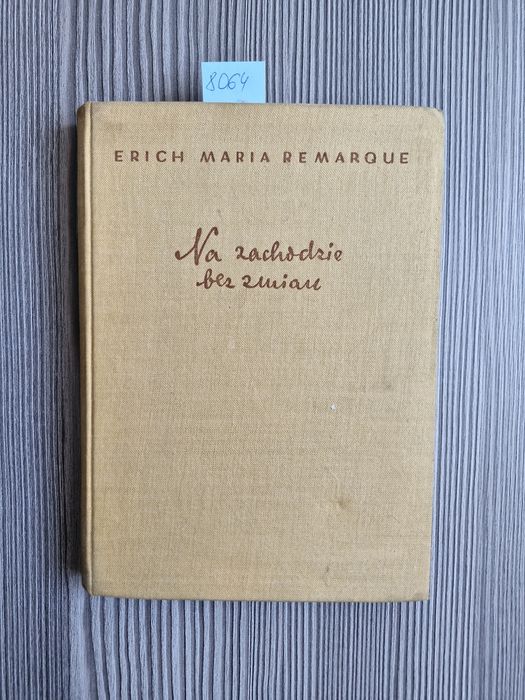 8064
ERICH MARIA REMARQUE
Na zachodzie
bez zmian